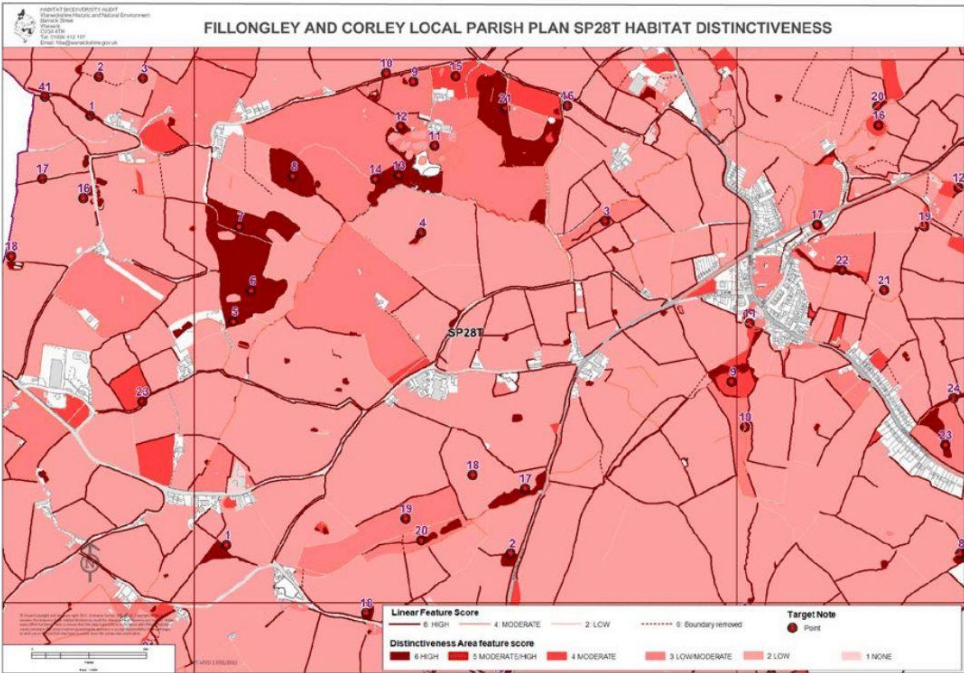 HABITAT BIODIVERSITY AUDIT
Warwickshire Historic and Natural Environment
Barrack Street
Warwick
FILLONGLEY AND CORLEY LOCAL PARISH PLAN SP28T HABITAT DISTINCTIVENESS
2
3
10
9
15
41
1
21
46
20
16
12
11
17
16
8
14
13
12
7
4
3
17
19
18
6
22
21
5
SP28T
11
23
9
24
10
23
18
17
19
1
20
2
8
18
N
Linear Feature Score
6: HIGH
4: MODERATE
2: LOW
0: Boundary removed
Target Note
Point
Distinctiveness Area feature score
6 HIGH
5 MODERATE/HIGH
4 MODERATE
3 LOW/MODERATE
2 LOW
1 NONE